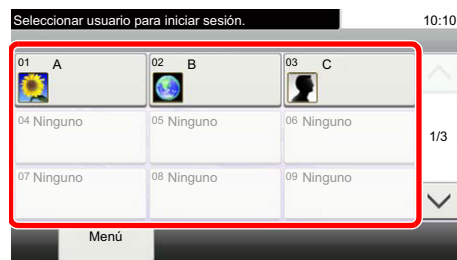 Seleccionar usuario para iniciar sesión. 10:10
01 A 02 B 03 C
04 Ninguno 05 Ninguno 06 Ninguno
1/3
07 Ninguno 08 Ninguno 09 Ninguno
Menú